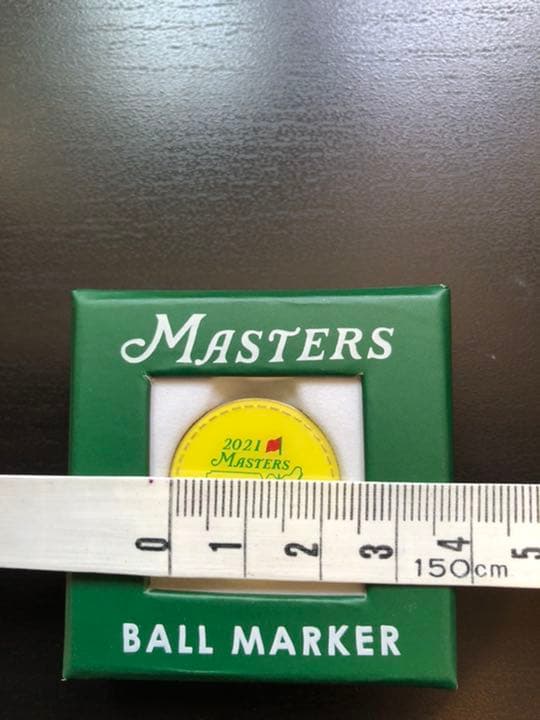 MASTERS
2021
MASTERS
0 1 2 3 4 5
150cm
BALL MARKER